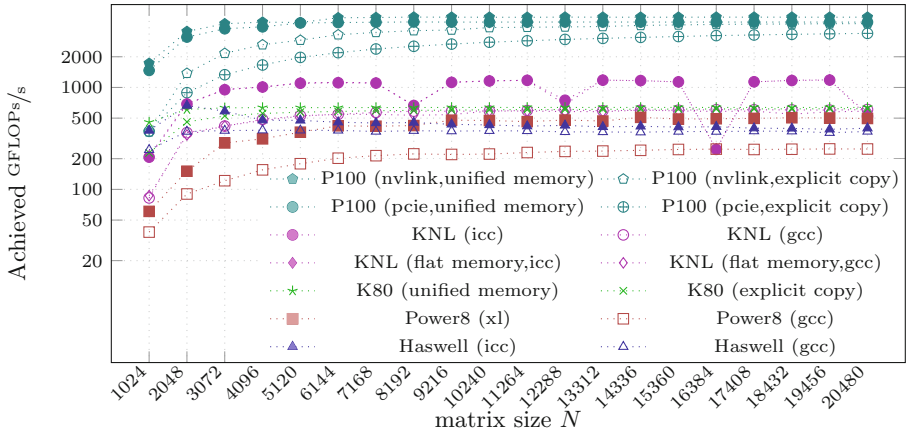 Achieved GFLOPs/s
2000
1000
500
200
100
50
20
P100 (nvlink,unified memory) P100 (nvlink,explicit copy)
P100 (pcie,unified memory) P100 (pcie,explicit copy)
KNL (icc) KNL (gcc)
KNL (flat memory,icc) KNL (flat memory,gcc)
K80 (unified memory) K80 (explicit copy)
Power8 (xl) Power8 (gcc)
Haswell (icc) Haswell (gcc)
1024 2048 3072 4096 5120 6144 7168 8192 9216 10240 11264 12288 13312 14336 15360 16384 17408 18432 19456 20480
matrix size N